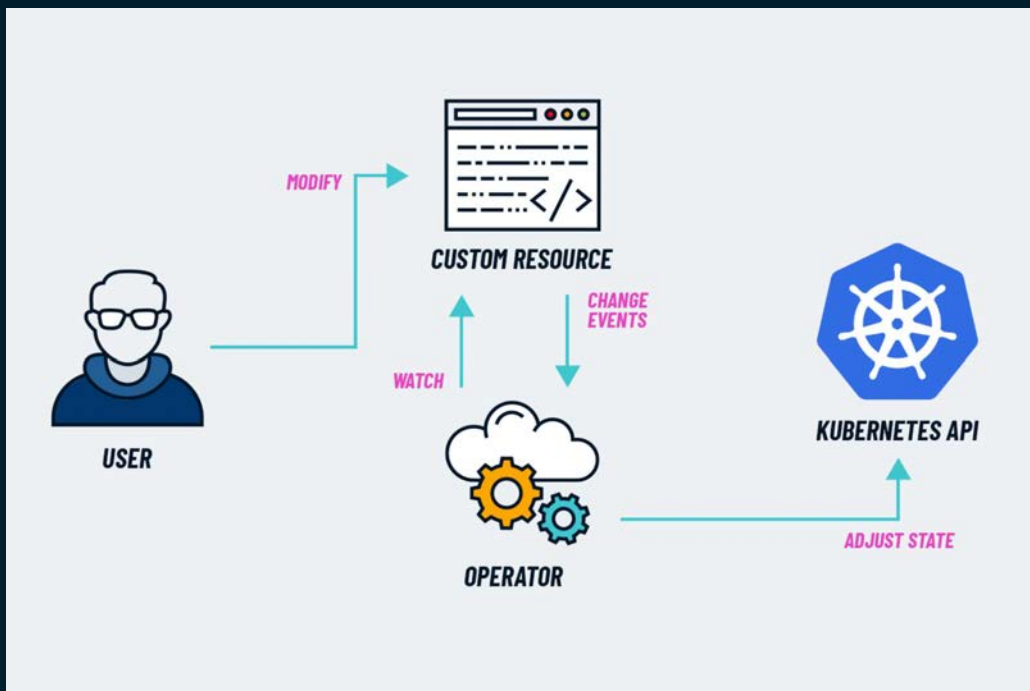 MODIFY
CUSTOM RESOURCE
CHANGE
EVENTS
WATCH
USER
KUBERNETES API
ADJUST STATE
OPERATOR